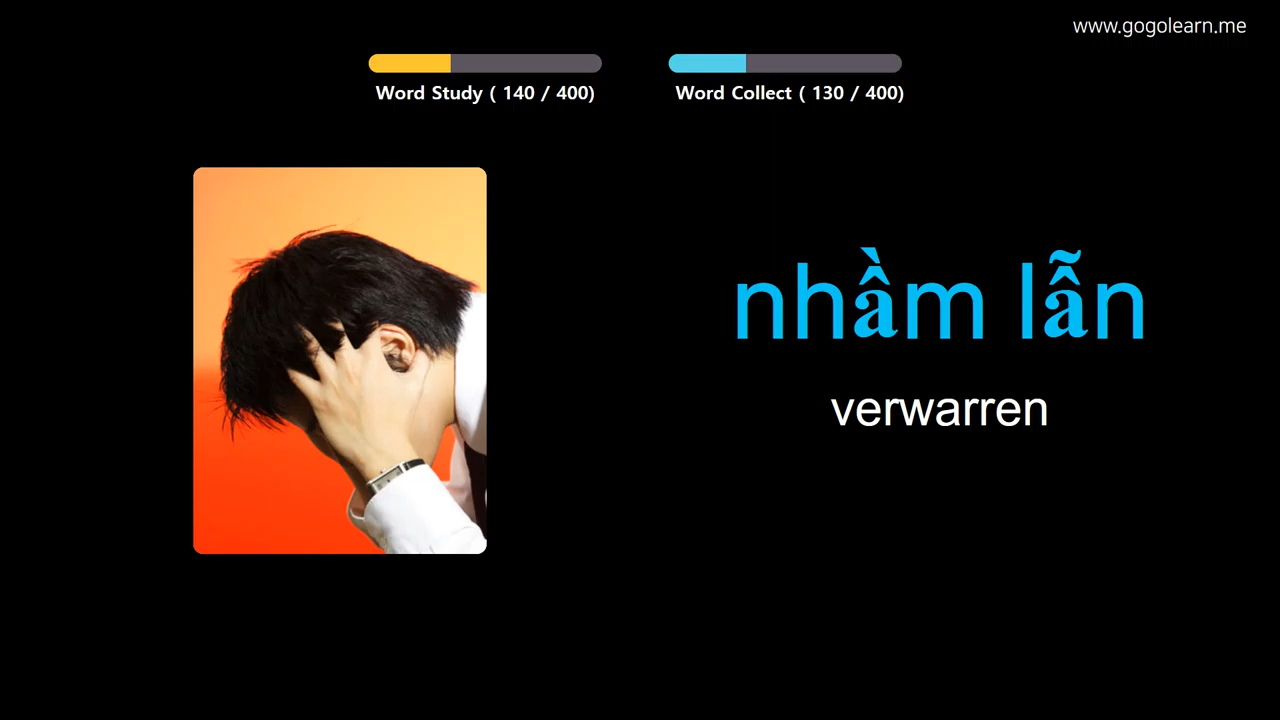 www.gogolearn.me
Word Study ( 140 / 400)
Word Collect ( 130 / 400)
nhầm lẫn
verwarren